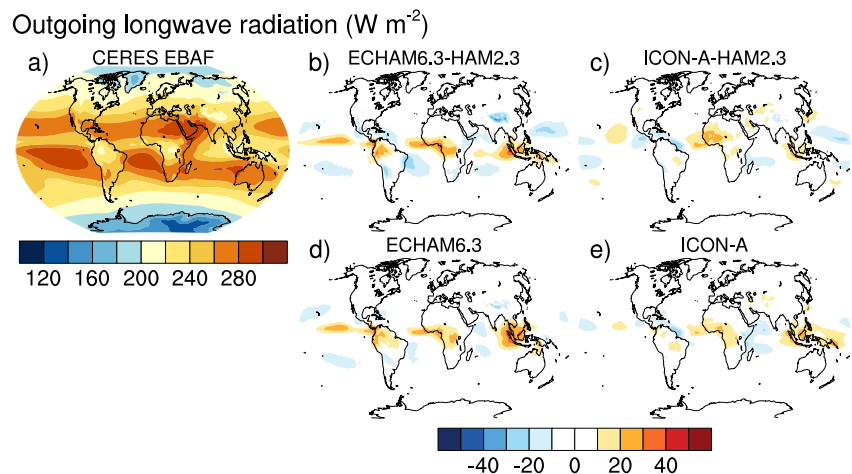 Outgoing longwave radiation (W m-2)
a) CERES EBAF
b) ECHAM6.3-HAM2.3
c) ICON-A-HAM2.3
120 160 200 240 280
d) ECHAM6.3
e) ICON-A
-40 -20 0 20 40